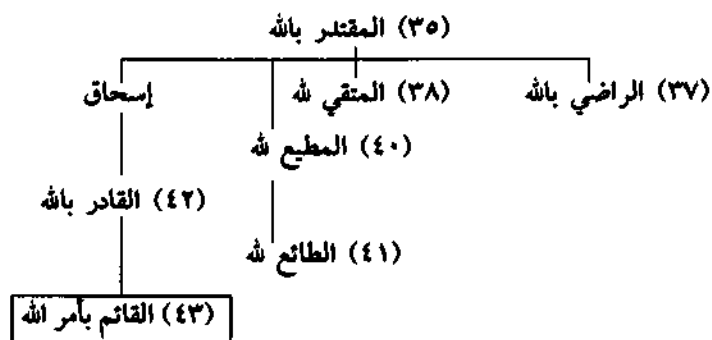 (٣٥) المقتدر بالله
(٣٧) الراضي بالله
(٣٨) المتقي لله
إسحاق
(٤٠) المطيع لله
(٤٢) القادر بالله
(٤١) الطائع لله
(٤٣) القائم بأمر الله